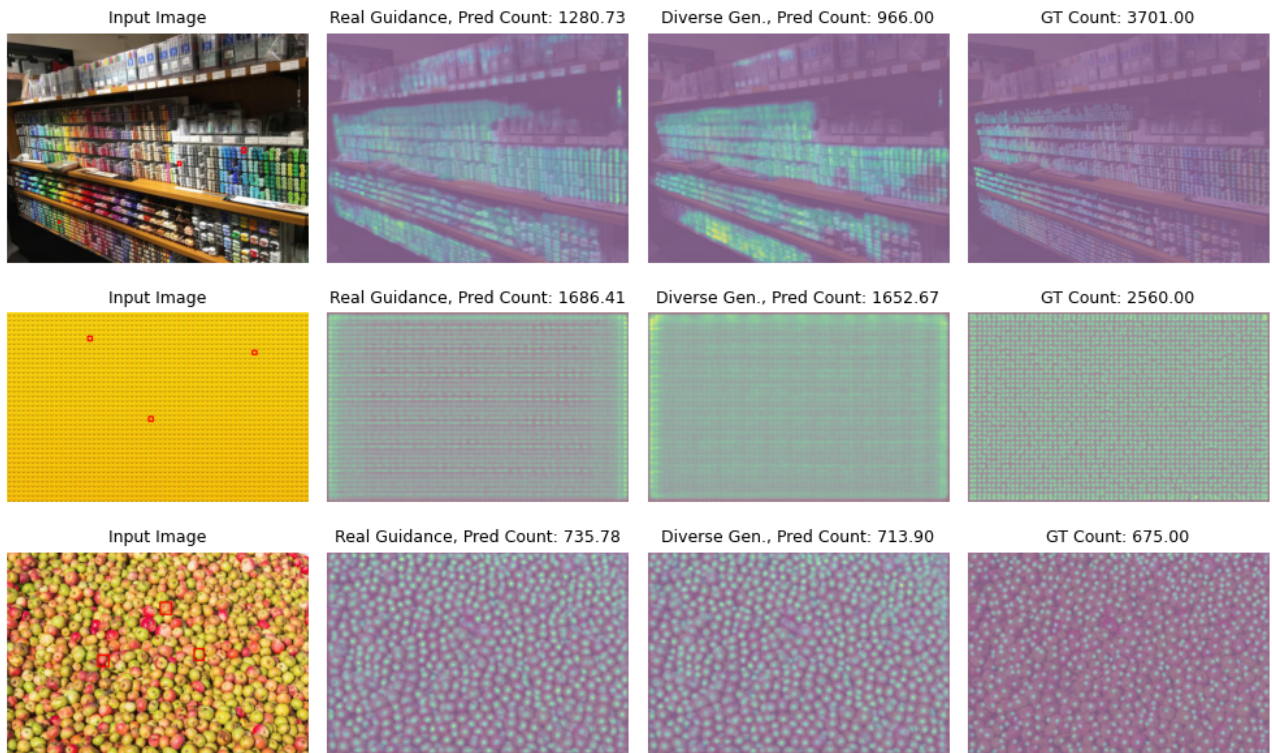 Input Image
Real Guidance, Pred Count: 1280.73
Diverse Gen., Pred Count: 966.00
GT Count: 3701.00
Input Image
Real Guidance, Pred Count: 1686.41
Diverse Gen., Pred Count: 1652.67
GT Count: 2560.00
Input Image
Real Guidance, Pred Count: 735.78
Diverse Gen., Pred Count: 713.90
GT Count: 675.00